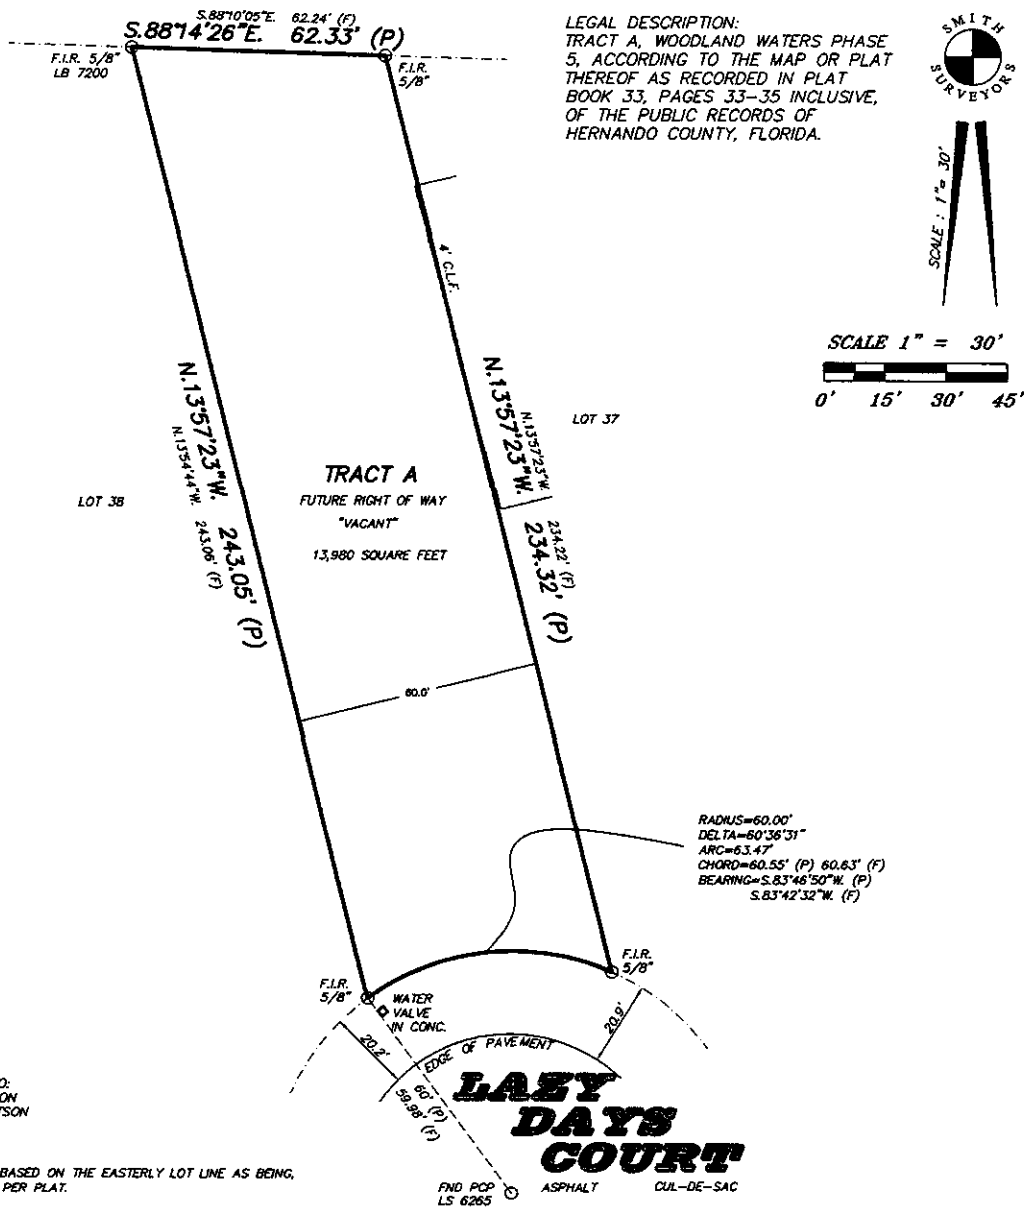 S.88°10'05"E. 62.24' (F)
S.88°14'26"E. 62.33' (P)
F.I.R. 5/8"
LB 7200
F.I.R.
5/8"
LEGAL DESCRIPTION:
TRACT A, WOODLAND WATERS PHASE
5, ACCORDING TO THE MAP OR PLAT
THEREOF AS RECORDED IN PLAT
BOOK 33, PAGES 33-35 INCLUSIVE,
OF THE PUBLIC RECORDS OF
HERNANDO COUNTY, FLORIDA.
SMITH
SURVEYORS
SCALE : 1"= 30'
SCALE 1" = 30'
0' 15' 30' 45'
4' C.L.F.
N.13°57'23"W. 243.05' (P)
N.13°54'44"W. 243.06' (F)
N.13°57'23"W. 234.22' (F)
N.13°57'23"W. 234.32' (P)
LOT 37
LOT 38
TRACT A
FUTURE RIGHT OF WAY
"VACANT"
13,980 SQUARE FEET
60.0'
RADIUS=60.00'
DELTA=60°36'31"
ARC=63.47'
CHORD=60.55' (P) 60.63' (F)
BEARING=S.83°46'50"W. (P)
S.83°42'32"W. (F)
F.I.R.
5/8"
F.I.R.
5/8"
WATER
VALVE
IN CONC.
20.2'
20.9'
EDGE OF PAVEMENT
60' (P)
59.98' (F)
LAZY
DAYS
COURT
ASPHALT CUL-DE-SAC
FND PCP
LS 6265
O:
ON
TSON
BASED ON THE EASTERLY LOT LINE AS BEING,
PER PLAT.